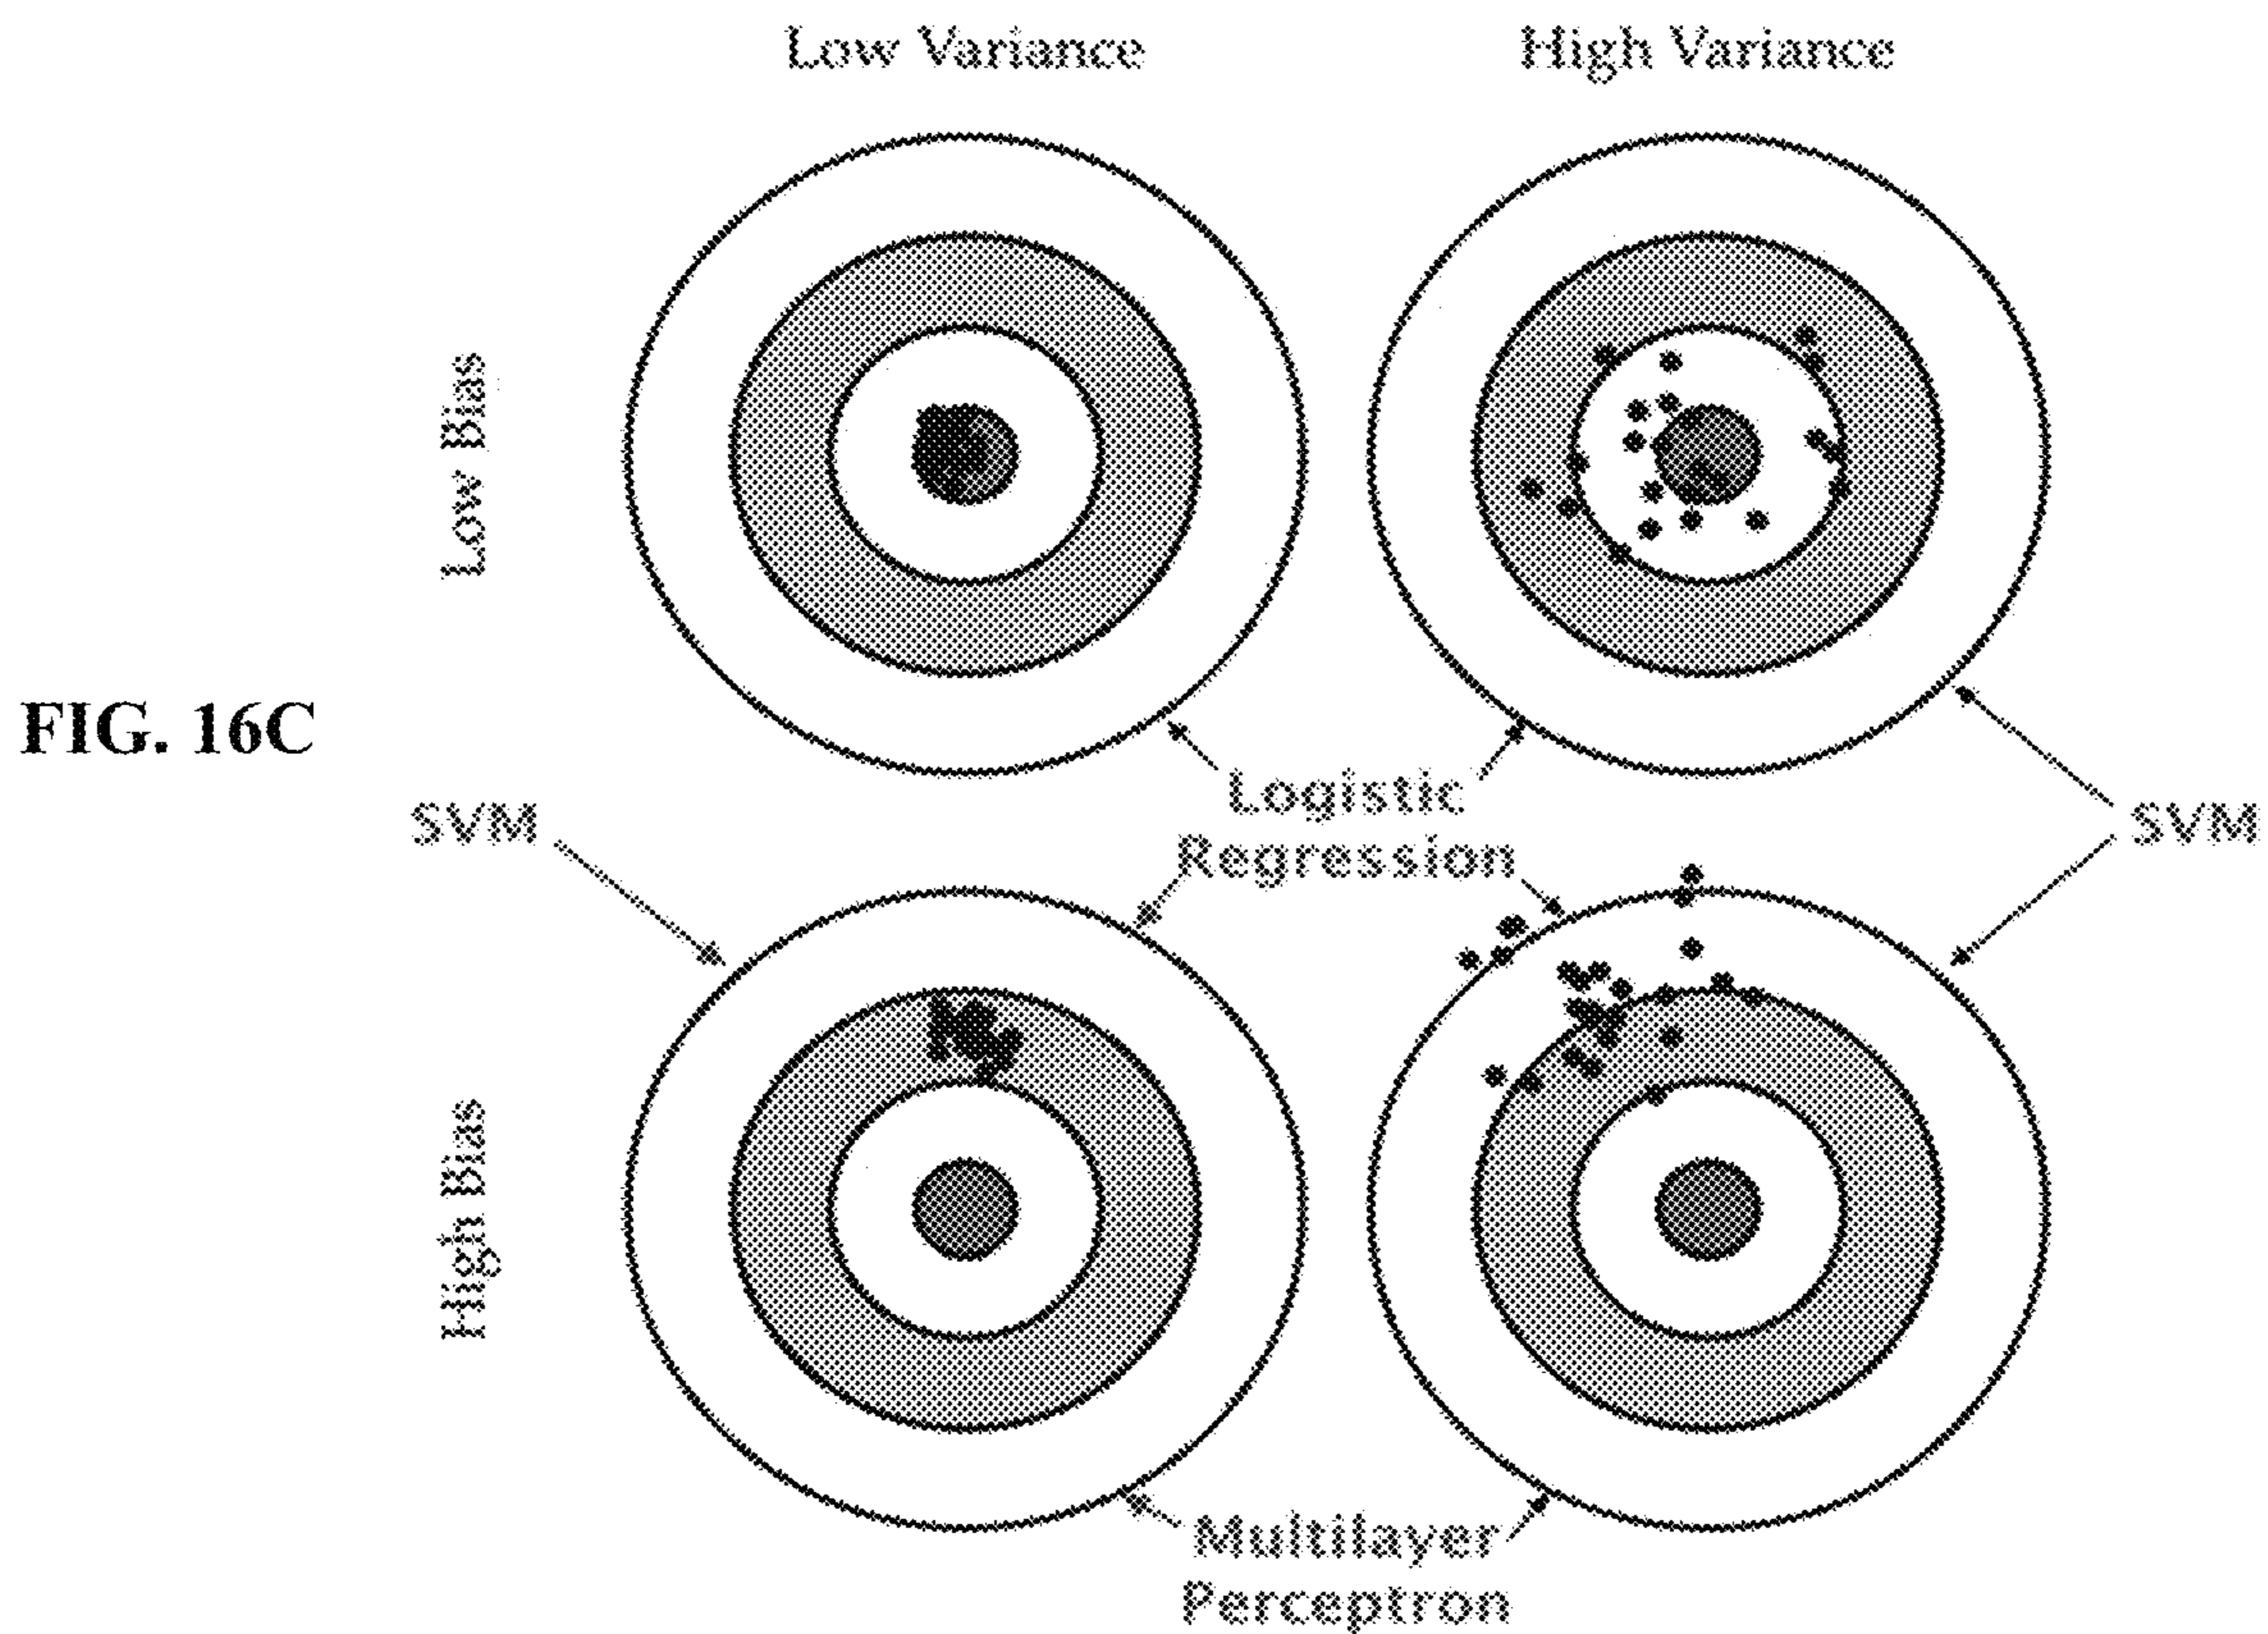 Low Variance
High Variance
Low Bias
FIG. 16C
Logistic
Regression
SVM
SVM
High Bias
Multilayer
Perceptron